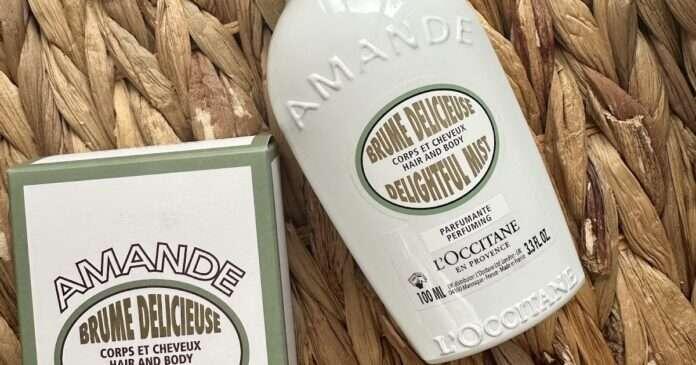 AMANDE
BRUME DELICIEUSE
CORPS ET CHEVEUX
HAIR AND BODY
DELIGHTFUL MIST
PARFUMANTE
PERFUMING
L'OCCITANE
EN PROVENCE
100 ML
3.3 FL.OZ
L'OCCITANE
AMANDE
BRUME DELICIEUSE
CORPS ET CHEVEUX
HAIR AND BODY